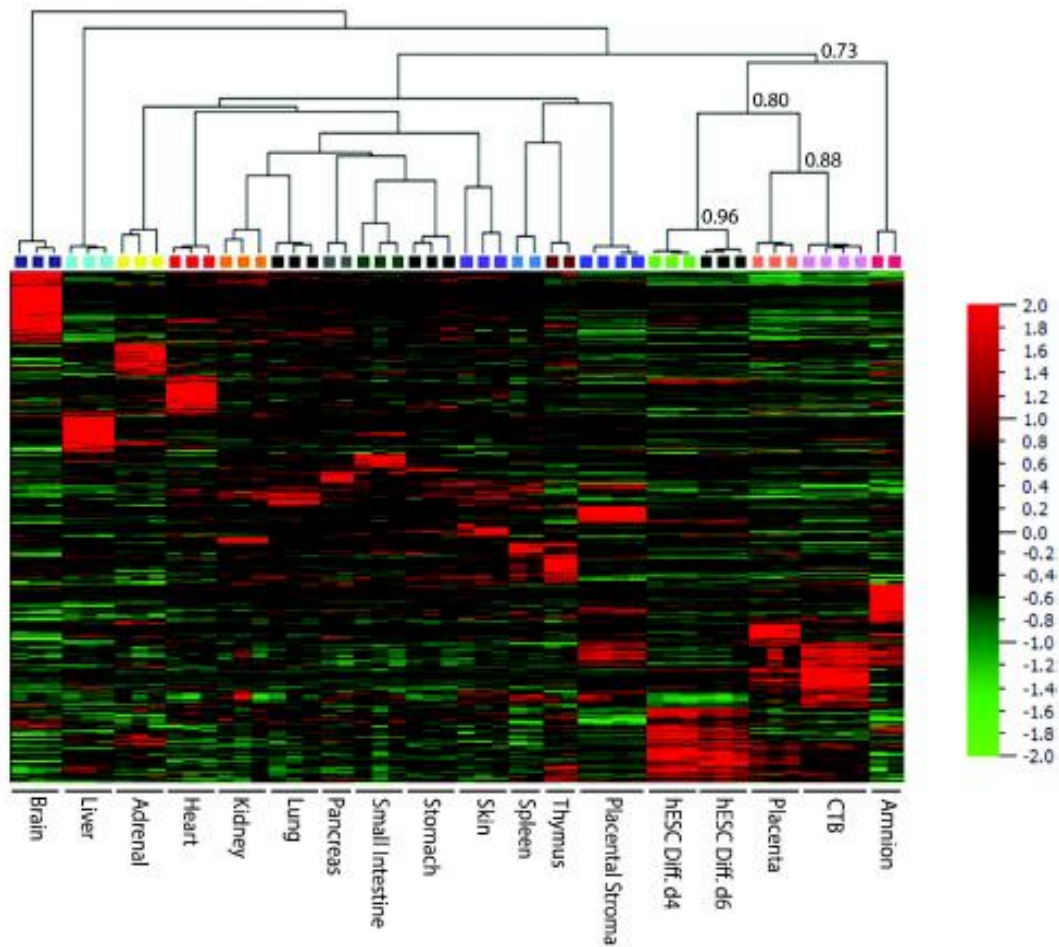 0.73
0.80
0.88
0.96
2.0
1.8
1.6
1.4
1.2
1.0
0.8
0.6
0.4
0.2
0.0
-0.2
-0.4
-0.6
-0.8
-1.0
-1.2
-1.4
-1.6
-1.8
-2.0
Brain
Liver
Adrenal
Heart
Kidney
Lung
Pancreas
Small Intestine
Stomach
Skin
Spleen
Thymus
Placental Stroma
hESC Diff. d4
hESC Diff. d6
Placenta
CTB
Amnion